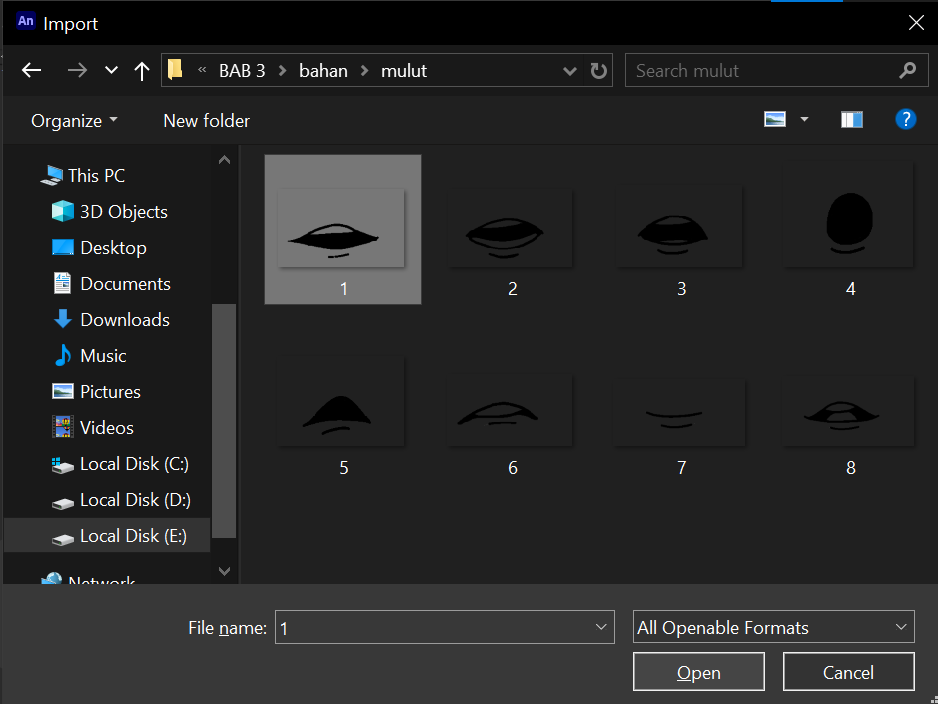 An Import
« BAB 3 > bahan > mulut
Search mulut
Organize
New folder
?
This PC
3D Objects
Desktop
Documents
Downloads
Music
Pictures
Videos
Local Disk (C:)
Local Disk (D:)
Local Disk (E:)
Network
1 2 3 4
5 6 7 8
File name: 1
All Openable Formats
Open Cancel